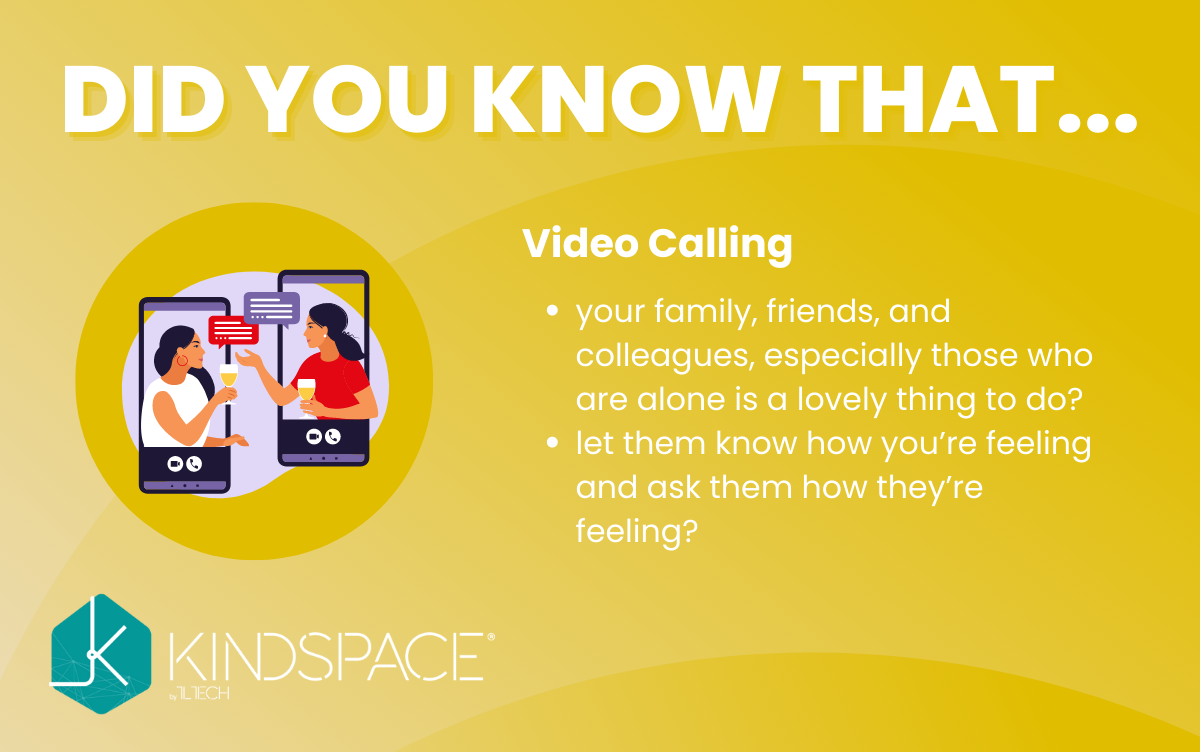 DID YOU KNOW THAT...
Video Calling
• your family, friends, and
colleagues, especially those who
are alone is a lovely thing to do?
• let them know how you’re feeling
and ask them how they’re
feeling?
KINDSPACE®
by 1L1TECH